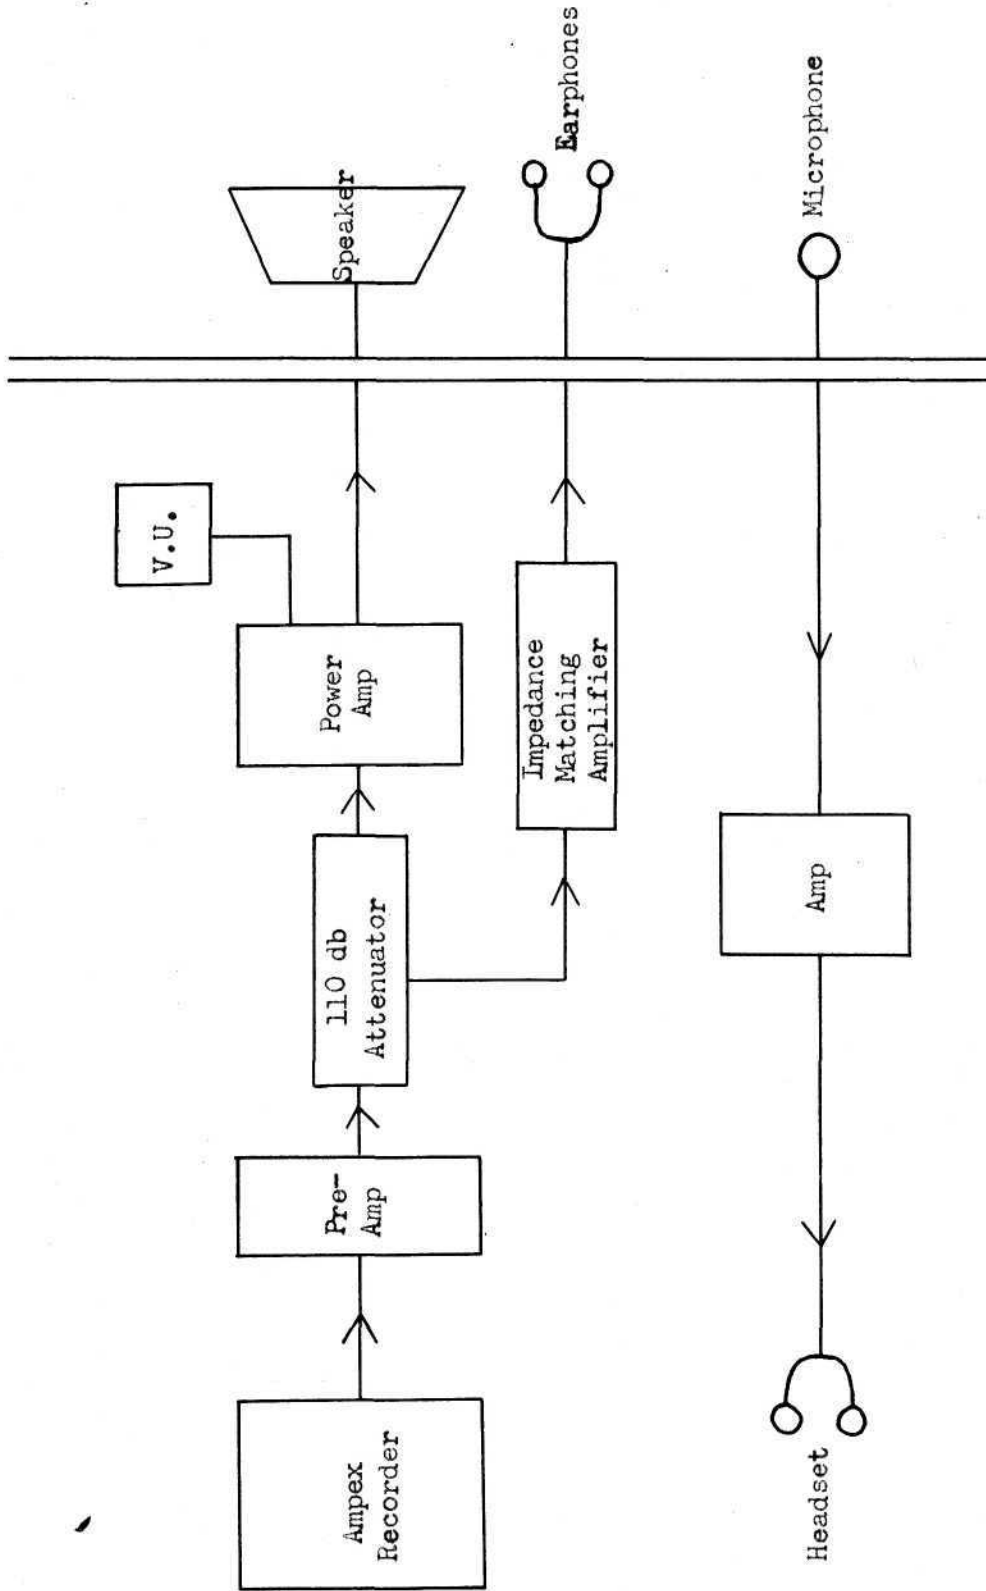 Ampex
Recorder
Pre-
Amp
110 db
Attenuator
Power
Amp
V.U.
Speaker
Impedance
Matching
Amplifier
Earphones
Headset
Amp
Microphone